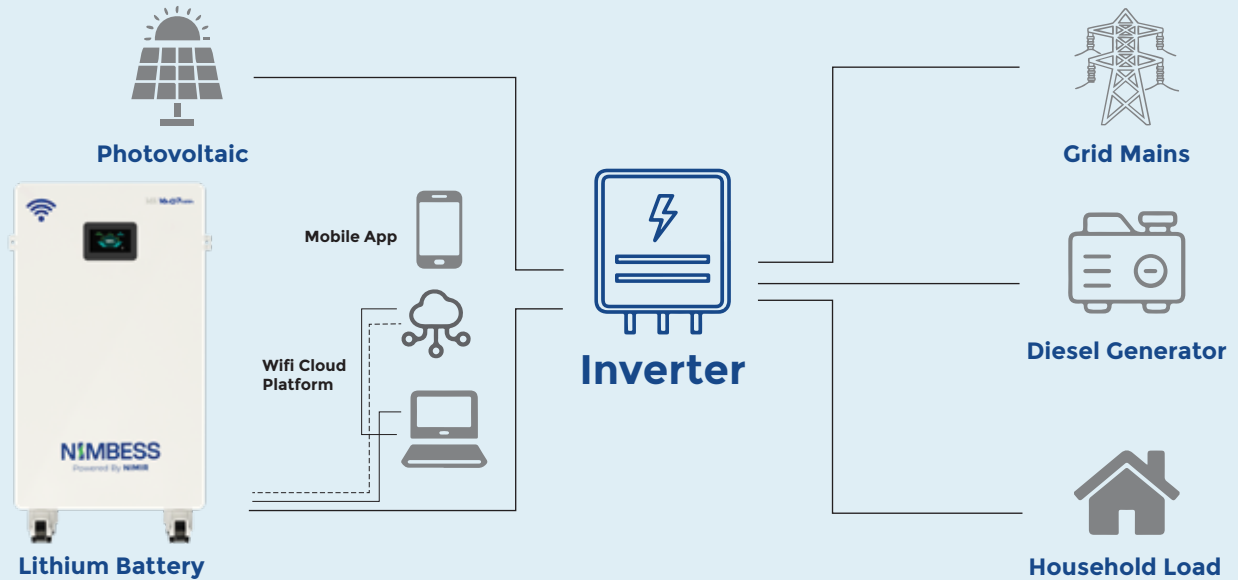 Photovoltaic
Grid Mains
Mobile App
Diesel Generator
Wifi Cloud
Platform
Inverter
NIMBESS
Powered By NIMIR
Lithium Battery
Household Load